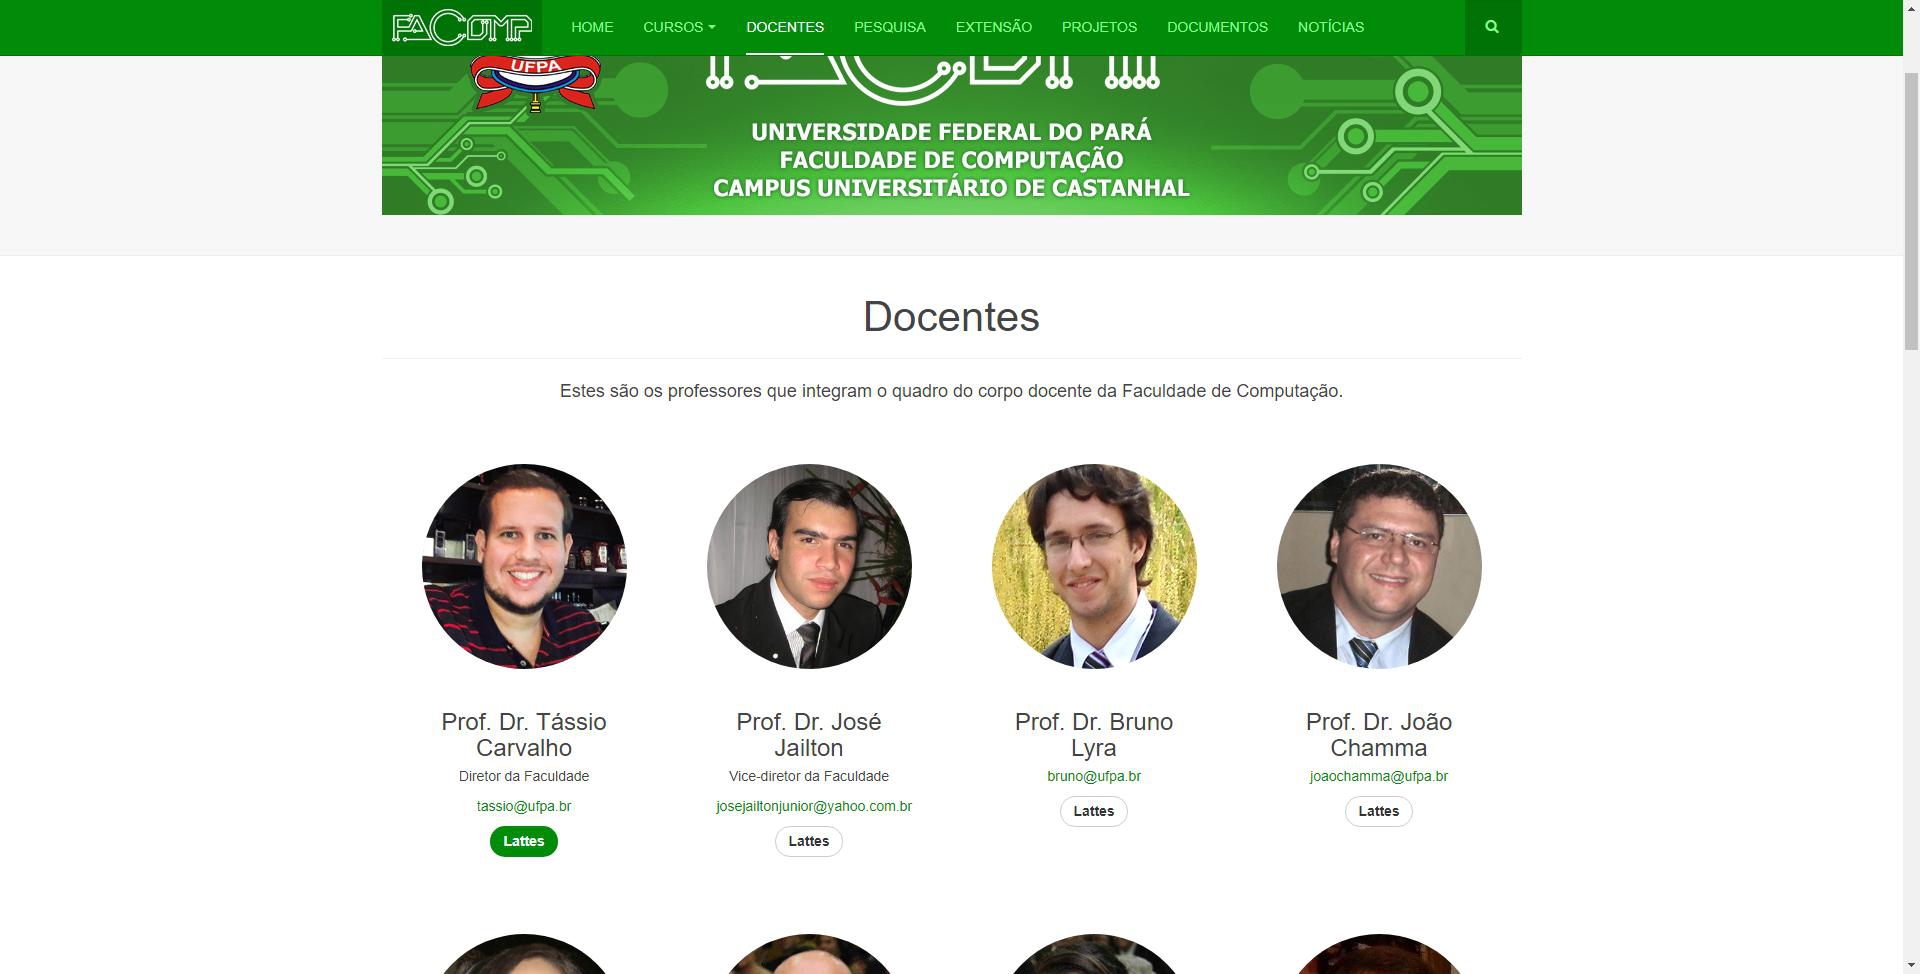 FACOMP
HOME CURSOS DOCENTES PESQUISA EXTENSÃO PROJETOS DOCUMENTOS NOTÍCIAS
UFPA
UNIVERSIDADE FEDERAL DO PARÁ
FACULDADE DE COMPUTAÇÃO
CAMPUS UNIVERSITÁRIO DE CASTANHAL
Docentes
Estes são os professores que integram o quadro do corpo docente da Faculdade de Computação.
Prof. Dr. Tássio
Carvalho
Diretor da Faculdade
tassio@ufpa.br
Lattes
Prof. Dr. José
Jailton
Vice-diretor da Faculdade
josejailtonjunior@yahoo.com.br
Lattes
Prof. Dr. Bruno
Lyra
bruno@ufpa.br
Lattes
Prof. Dr. João
Chamma
joaochamma@ufpa.br
Lattes